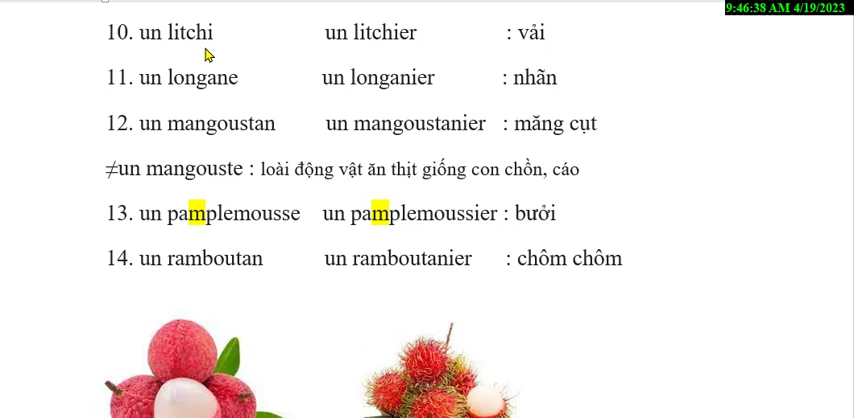 9:46:38 AM 4/19/2023
10. un litchi un litchier : vải
11. un longane un longanier : nhãn
12. un mangoustan un mangoustanier : măng cụt
≠un mangouste : loài động vật ăn thịt giống con chồn, cáo
13. un pamplemousse un pamplemoussier : bưởi
14. un ramboutan un ramboutanier : chôm chôm